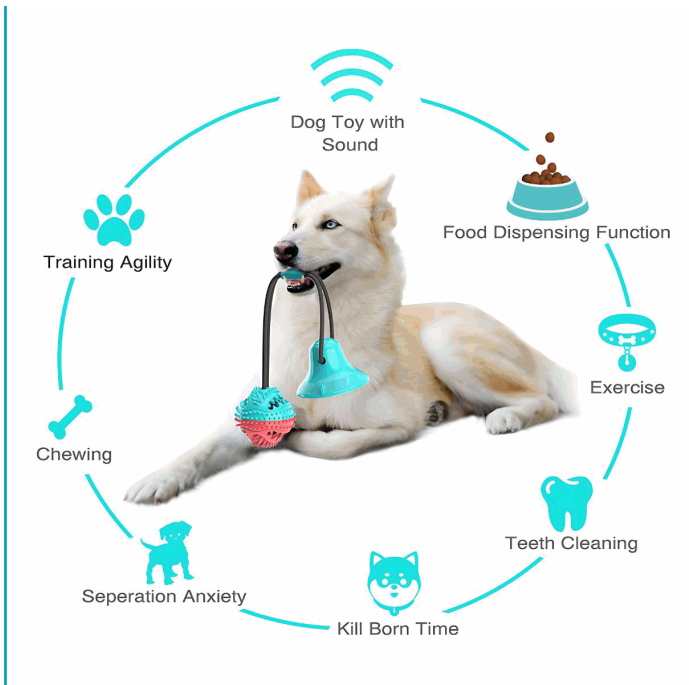 Dog Toy with
Sound
Food Dispensing Function
Training Agility
Exercise
Chewing
Teeth Cleaning
Seperation Anxiety
Kill Born Time